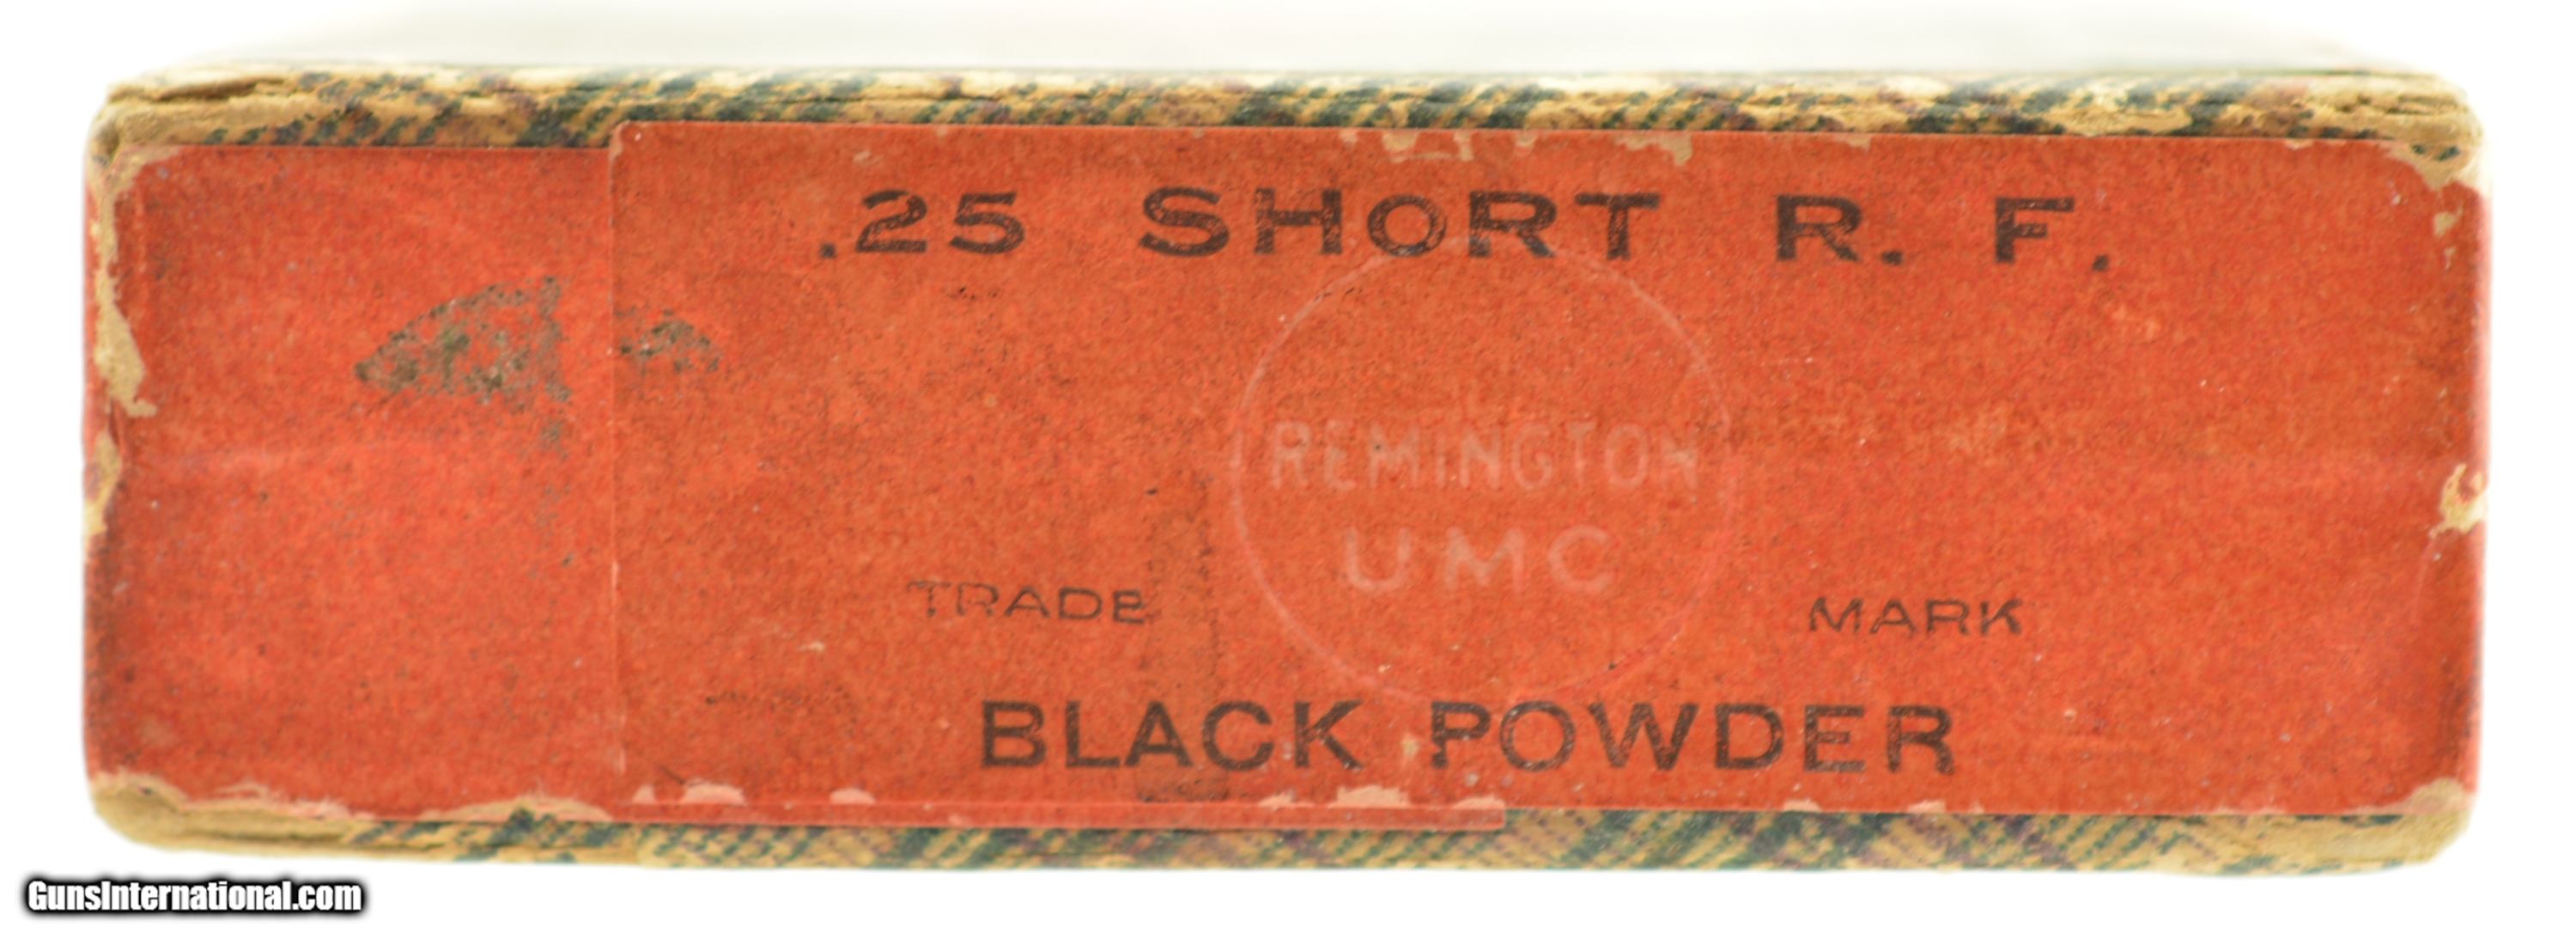 .25 SHoRT R. F.
REMINGTON
UMC
TRADE MARK
BLACK POWDER
GunsInternational.com